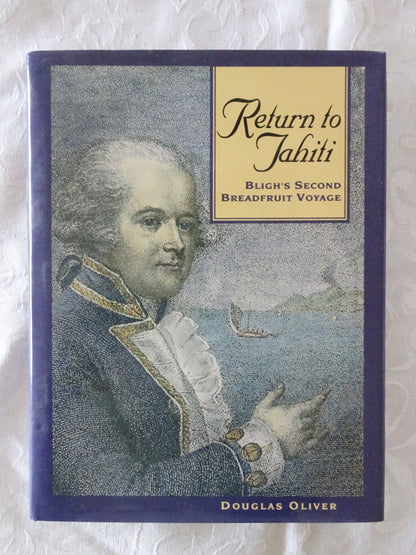 Return to
Tahiti
BLIGH'S SECOND
BREADFRUIT VOYAGE
DOUGLAS OLIVER